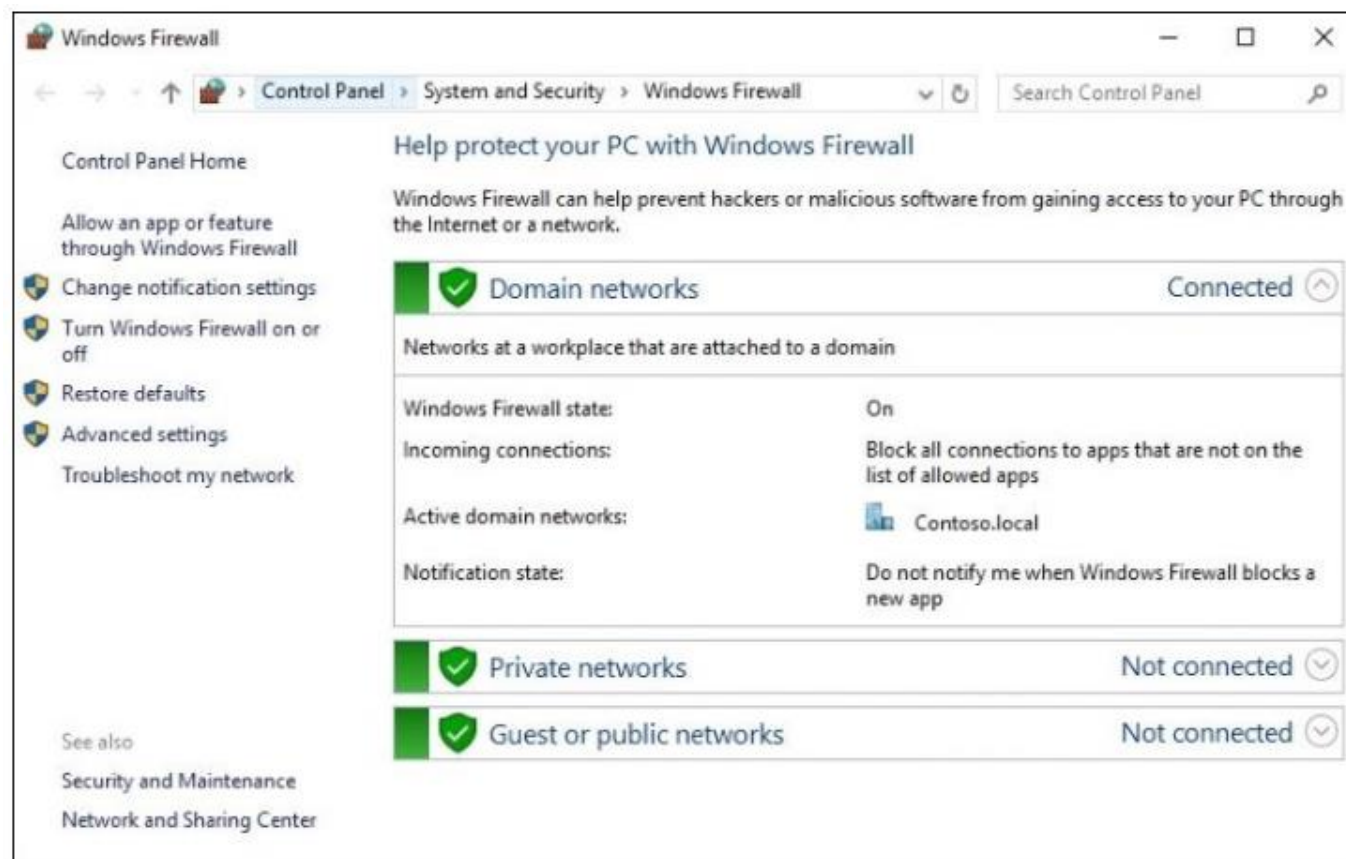 Windows Firewall
Control Panel > System and Security > Windows Firewall
Search Control Panel
Control Panel Home
Allow an app or feature
through Windows Firewall
Change notification settings
Turn Windows Firewall on or
off
Restore defaults
Advanced settings
Troubleshoot my network
See also
Security and Maintenance
Network and Sharing Center
Help protect your PC with Windows Firewall
Windows Firewall can help prevent hackers or malicious software from gaining access to your PC through
the Internet or a network.
Domain networks Connected
Networks at a workplace that are attached to a domain
Windows Firewall state: On
Incoming connections: Block all connections to apps that are not on the
list of allowed apps
Active domain networks: Contoso.local
Notification state: Do not notify me when Windows Firewall blocks a
new app
Private networks Not connected
Guest or public networks Not connected